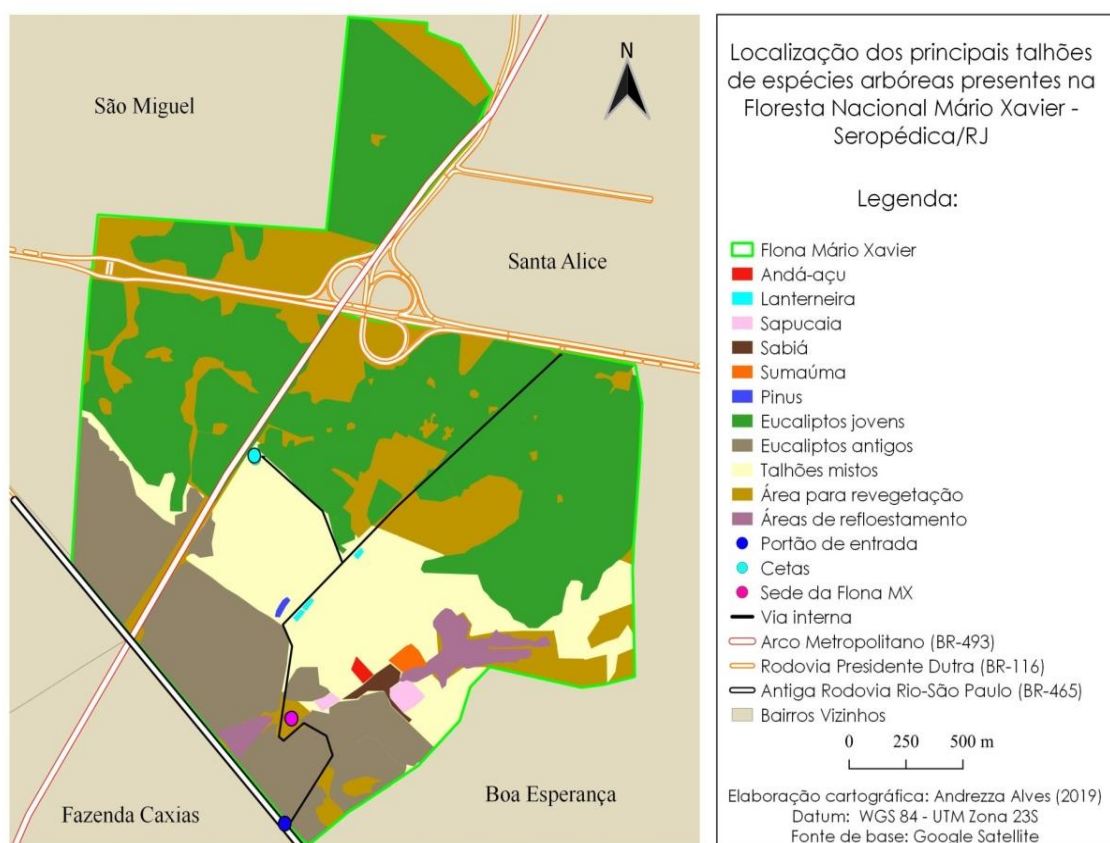 São Miguel
N
Santa Alice
Fazenda Caxias
Boa Esperança
Localização dos principais talhões
de espécies arbóreas presentes na
Floresta Nacional Mário Xavier -
Seropédica/RJ
Legenda:
Flona Mário Xavier
Andá-açu
Lanterneira
Sapucaia
Sabiá
Sumaúma
Pinus
Eucaliptos jovens
Eucaliptos antigos
Talhões mistos
Área para revegetação
Áreas de refloestamento
Portão de entrada
Cetas
Sede da Flona MX
Via interna
Arco Metropolitano (BR-493)
Rodovia Presidente Dutra (BR-116)
Antiga Rodovia Rio-São Paulo (BR-465)
Bairros Vizinhos
0 250 500 m
Elaboração cartográfica: Andrezza Alves (2019)
Datum: WGS 84 - UTM Zona 23S
Fonte de base: Google Satellite